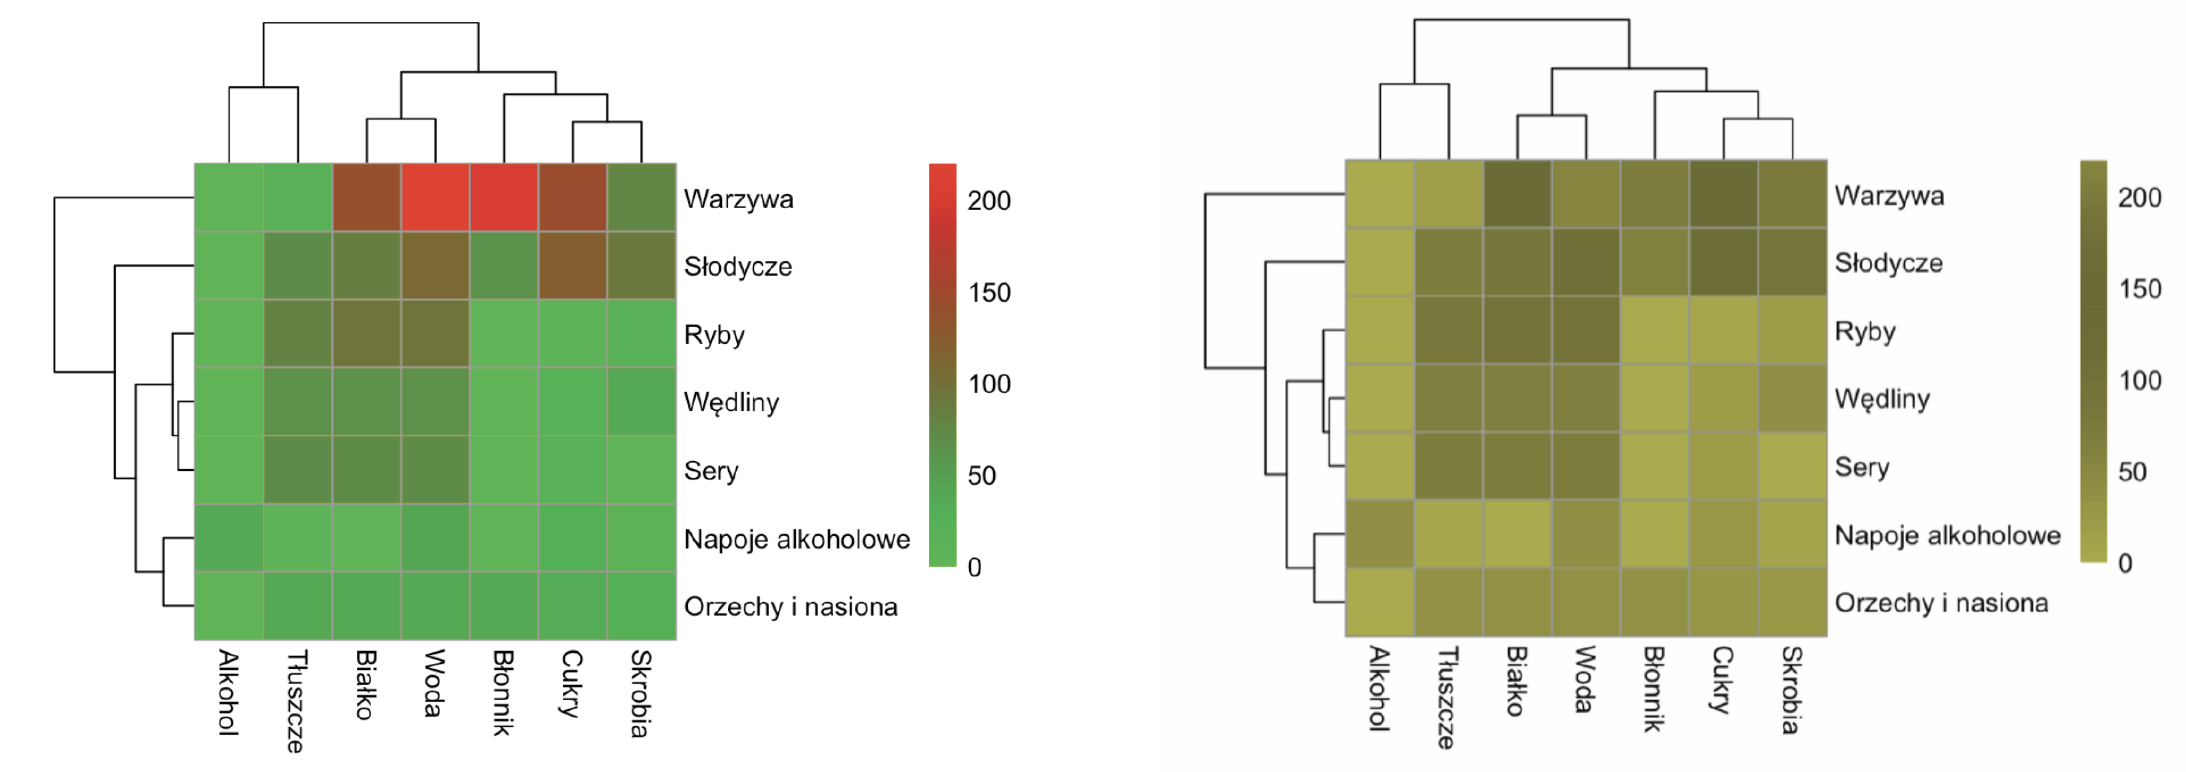 Warzywa
Słodycze
Ryby
Wędliny
Sery
Napoje alkoholowe
Orzechy i nasiona
200
150
100
50
0
Alkohol
Tłuszcze
Białko
Woda
Błonnik
Cukry
Skrobia
Warzywa
Słodycze
Ryby
Wędliny
Sery
Napoje alkoholowe
Orzechy i nasiona
200
150
100
50
0
Alkohol
Tłuszcze
Białko
Woda
Błonnik
Cukry
Skrobia